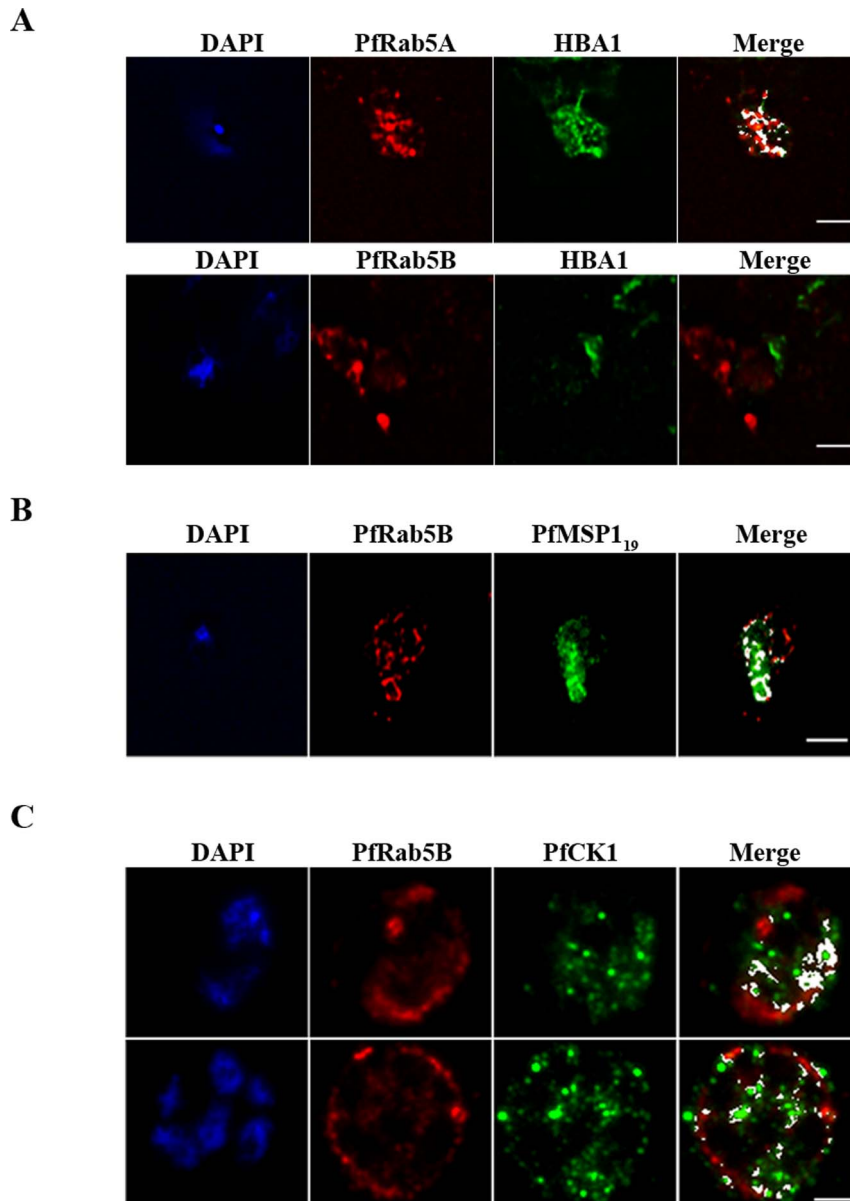 A
DAPI PfRab5A HBA1 Merge
DAPI PfRab5B HBA1 Merge
B
DAPI PfRab5B PfMSP1₁₉ Merge
C
DAPI PfRab5B PfCK1 Merge